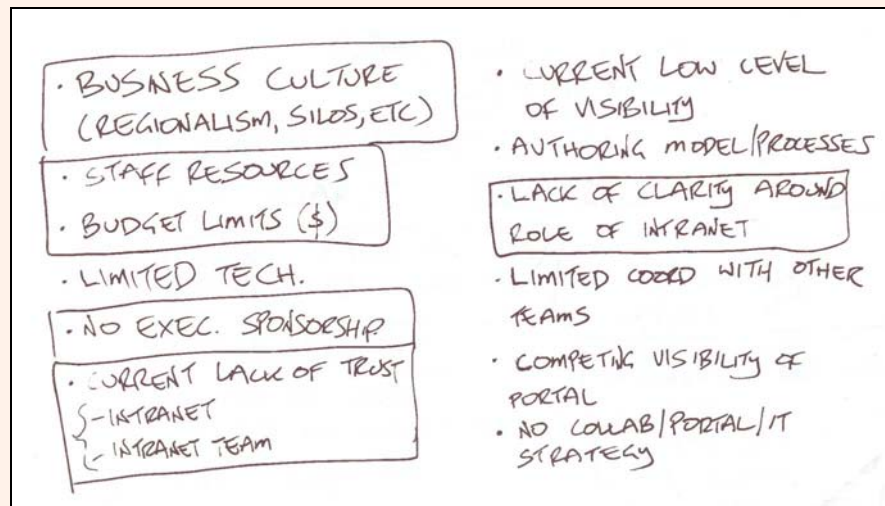 · BUSINESS CULTURE
(REGIONALISM, SILOS, ETC)
· STAFF RESOURCES
· BUDGET LIMITS ($)
· LIMITED TECH.
· NO EXEC. SPONSORSHIP
· CURRENT LACK OF TRUST
- INTRANET
- INTRANET TEAM
· CURRENT LOW LEVEL
OF VISIBILITY
· AUTHORING MODEL/PROCESSES
· LACK OF CLARITY AROUND
ROLE OF INTRANET
· LIMITED COORD WITH OTHER
TEAMS
· COMPETING VISIBILITY OF
PORTAL
· NO COLLAB/PORTAL/IT
STRATEGY